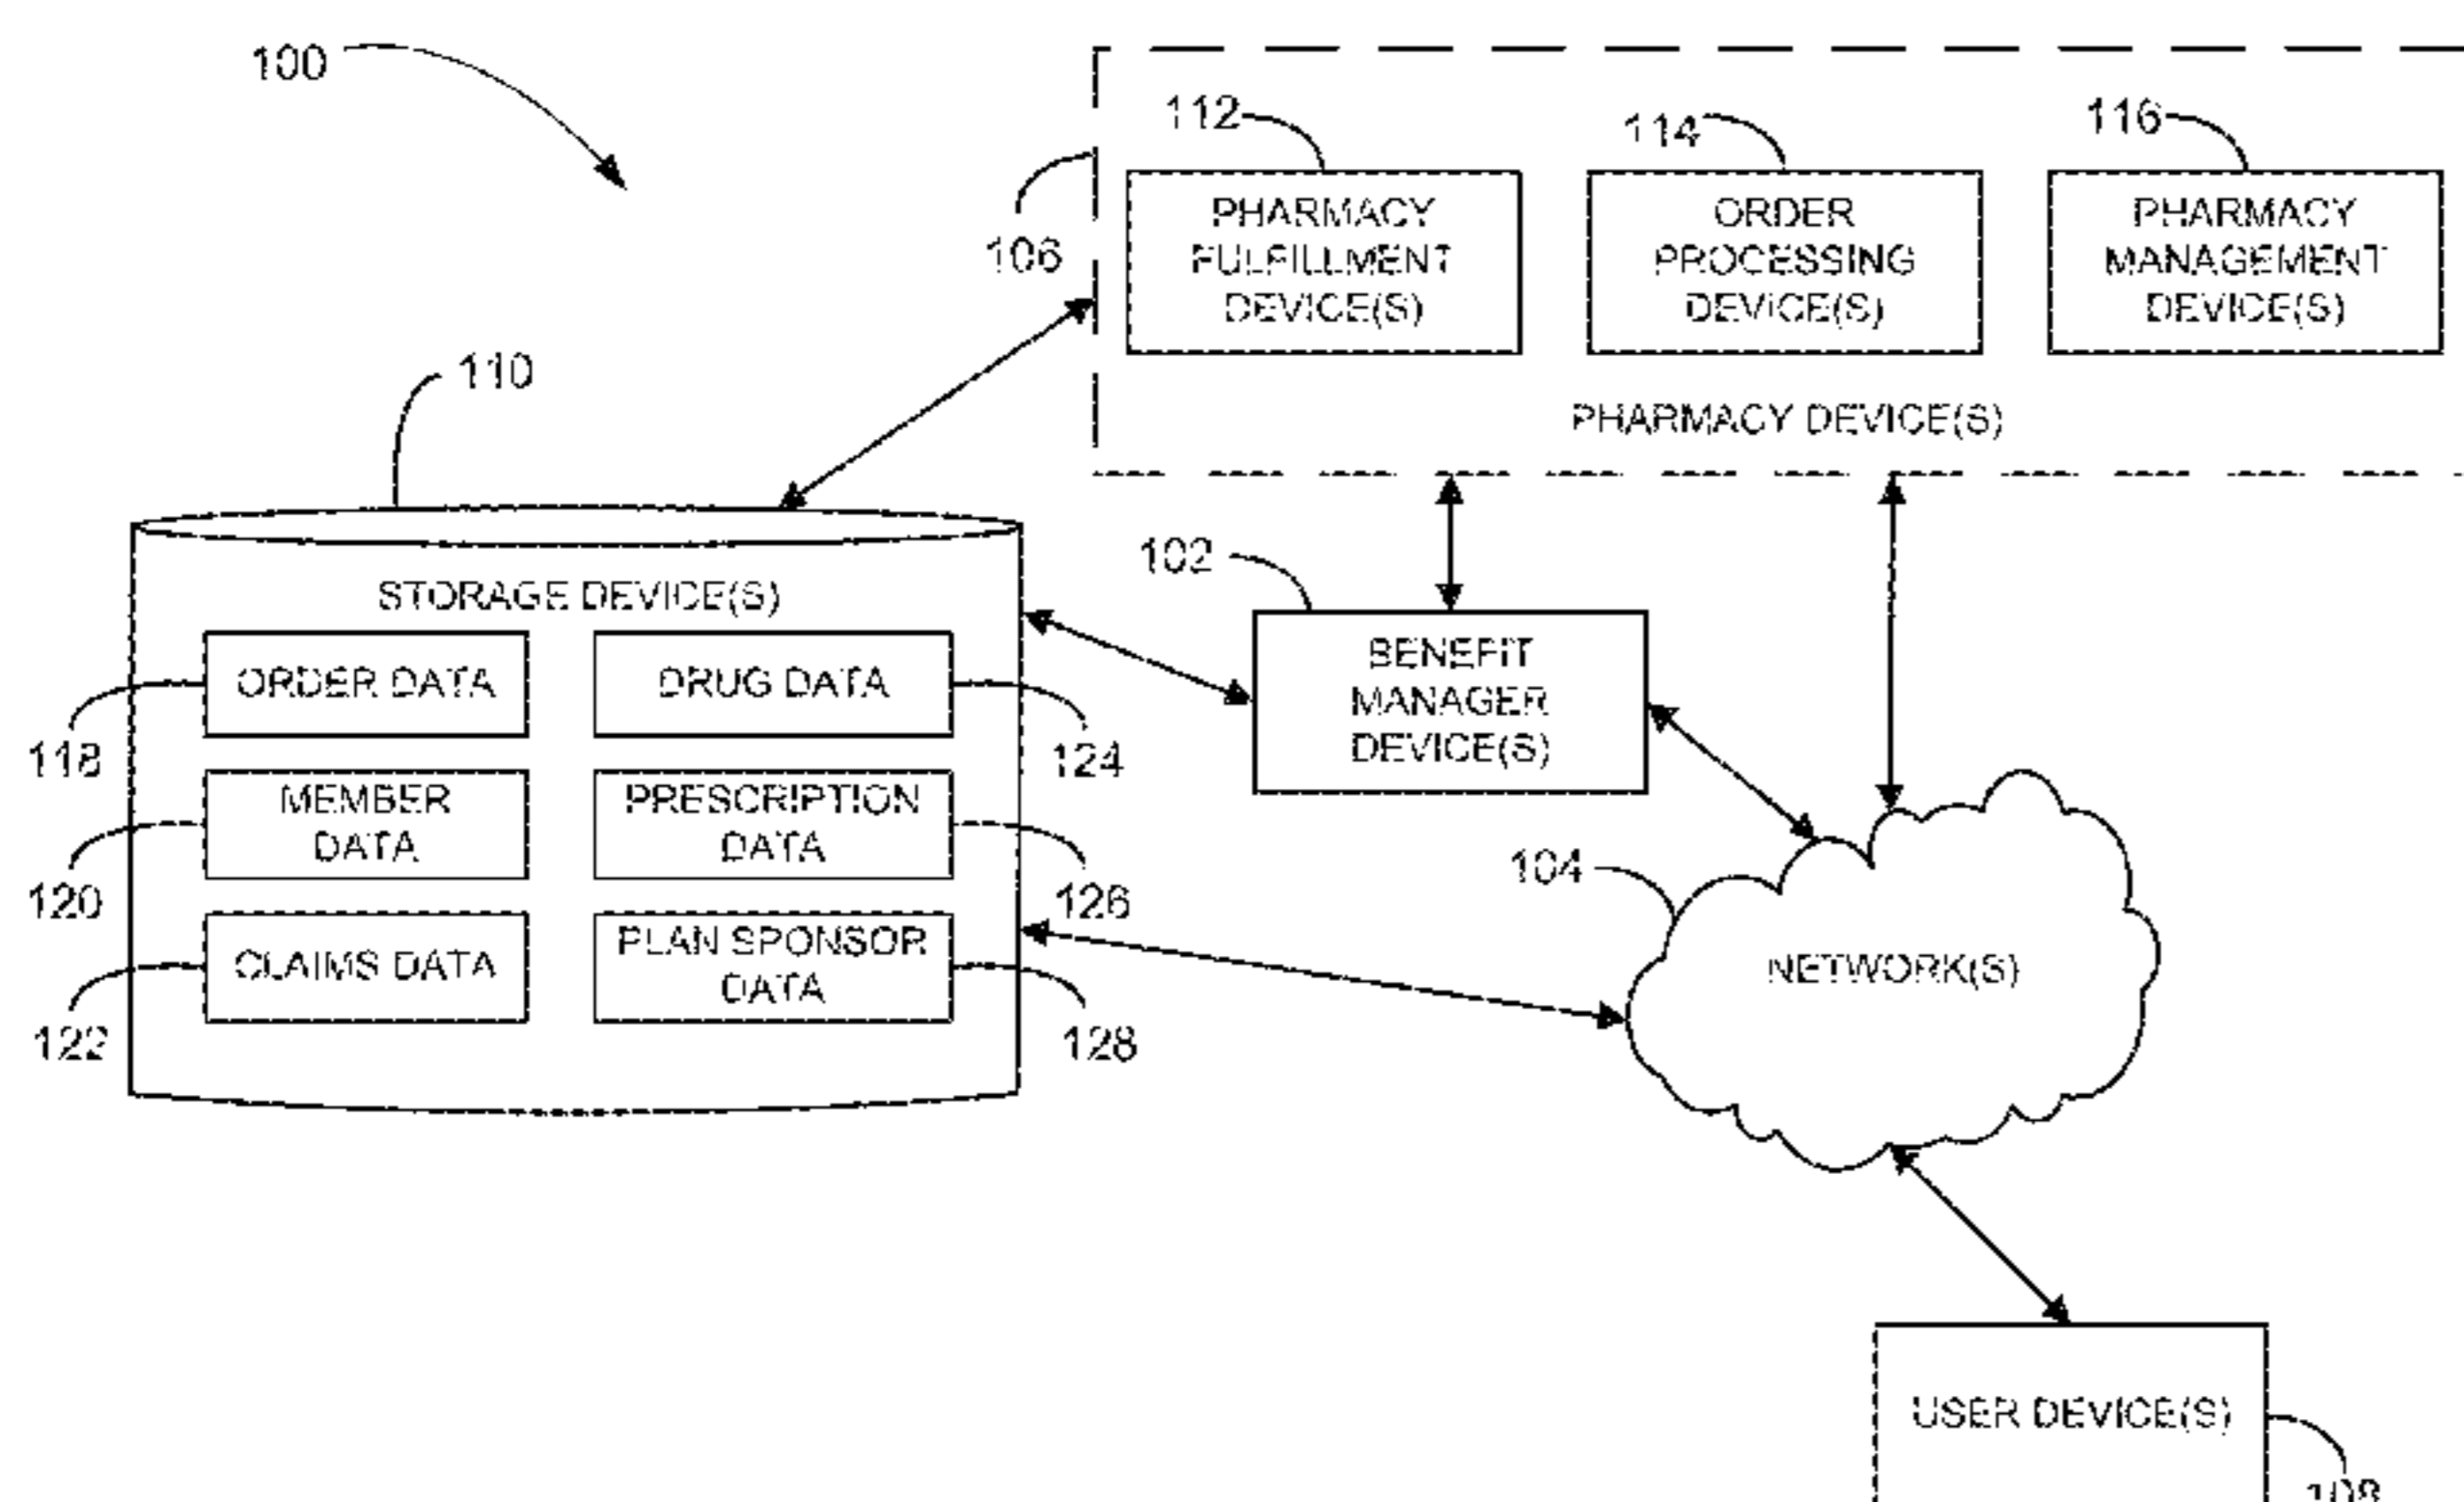 100
112
114
116
106
PHARMACY
FULFILLMENT
DEVICE(S)
ORDER
PROCESSING
DEVICE(S)
PHARMACY
MANAGEMENT
DEVICE(S)
PHARMACY DEVICE(S)
110
102
STORAGE DEVICE(S)
ORDER DATA
DRUG DATA
118
124
MEMBER
DATA
PRESCRIPTION
DATA
120
126
CLAIMS DATA
PLAN SPONSOR
DATA
122
128
BENEFIT
MANAGER
DEVICE(S)
104
NETWORK(S)
USER DEVICE(S)
108